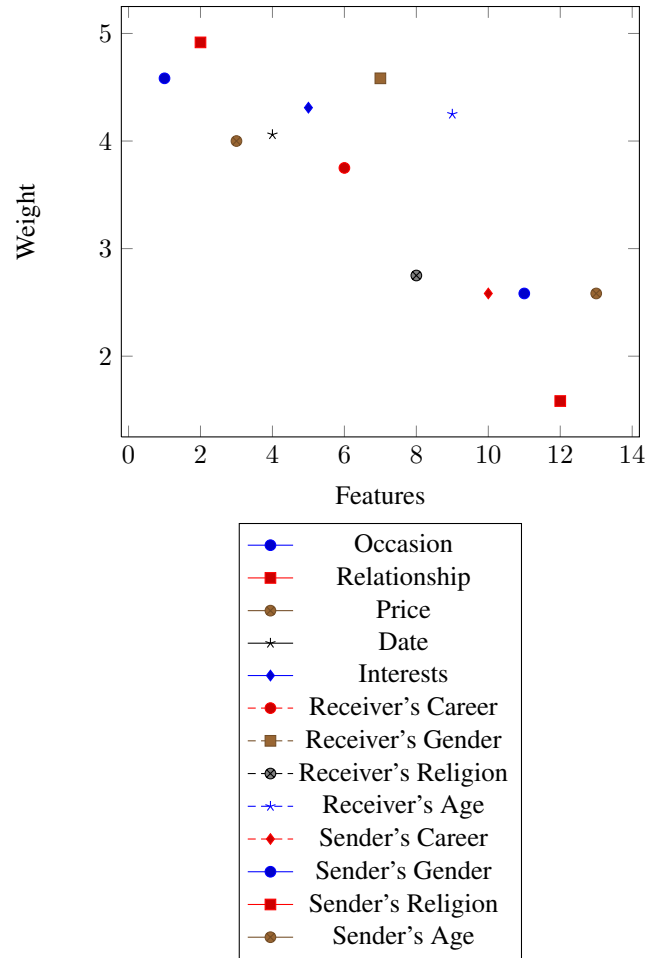 5
4
3
2
Weight
0 2 4 6 8 10 12 14
Features
Occasion
Relationship
Price
Date
Interests
Receiver's Career
Receiver's Gender
Receiver's Religion
Receiver's Age
Sender's Career
Sender's Gender
Sender's Religion
Sender's Age